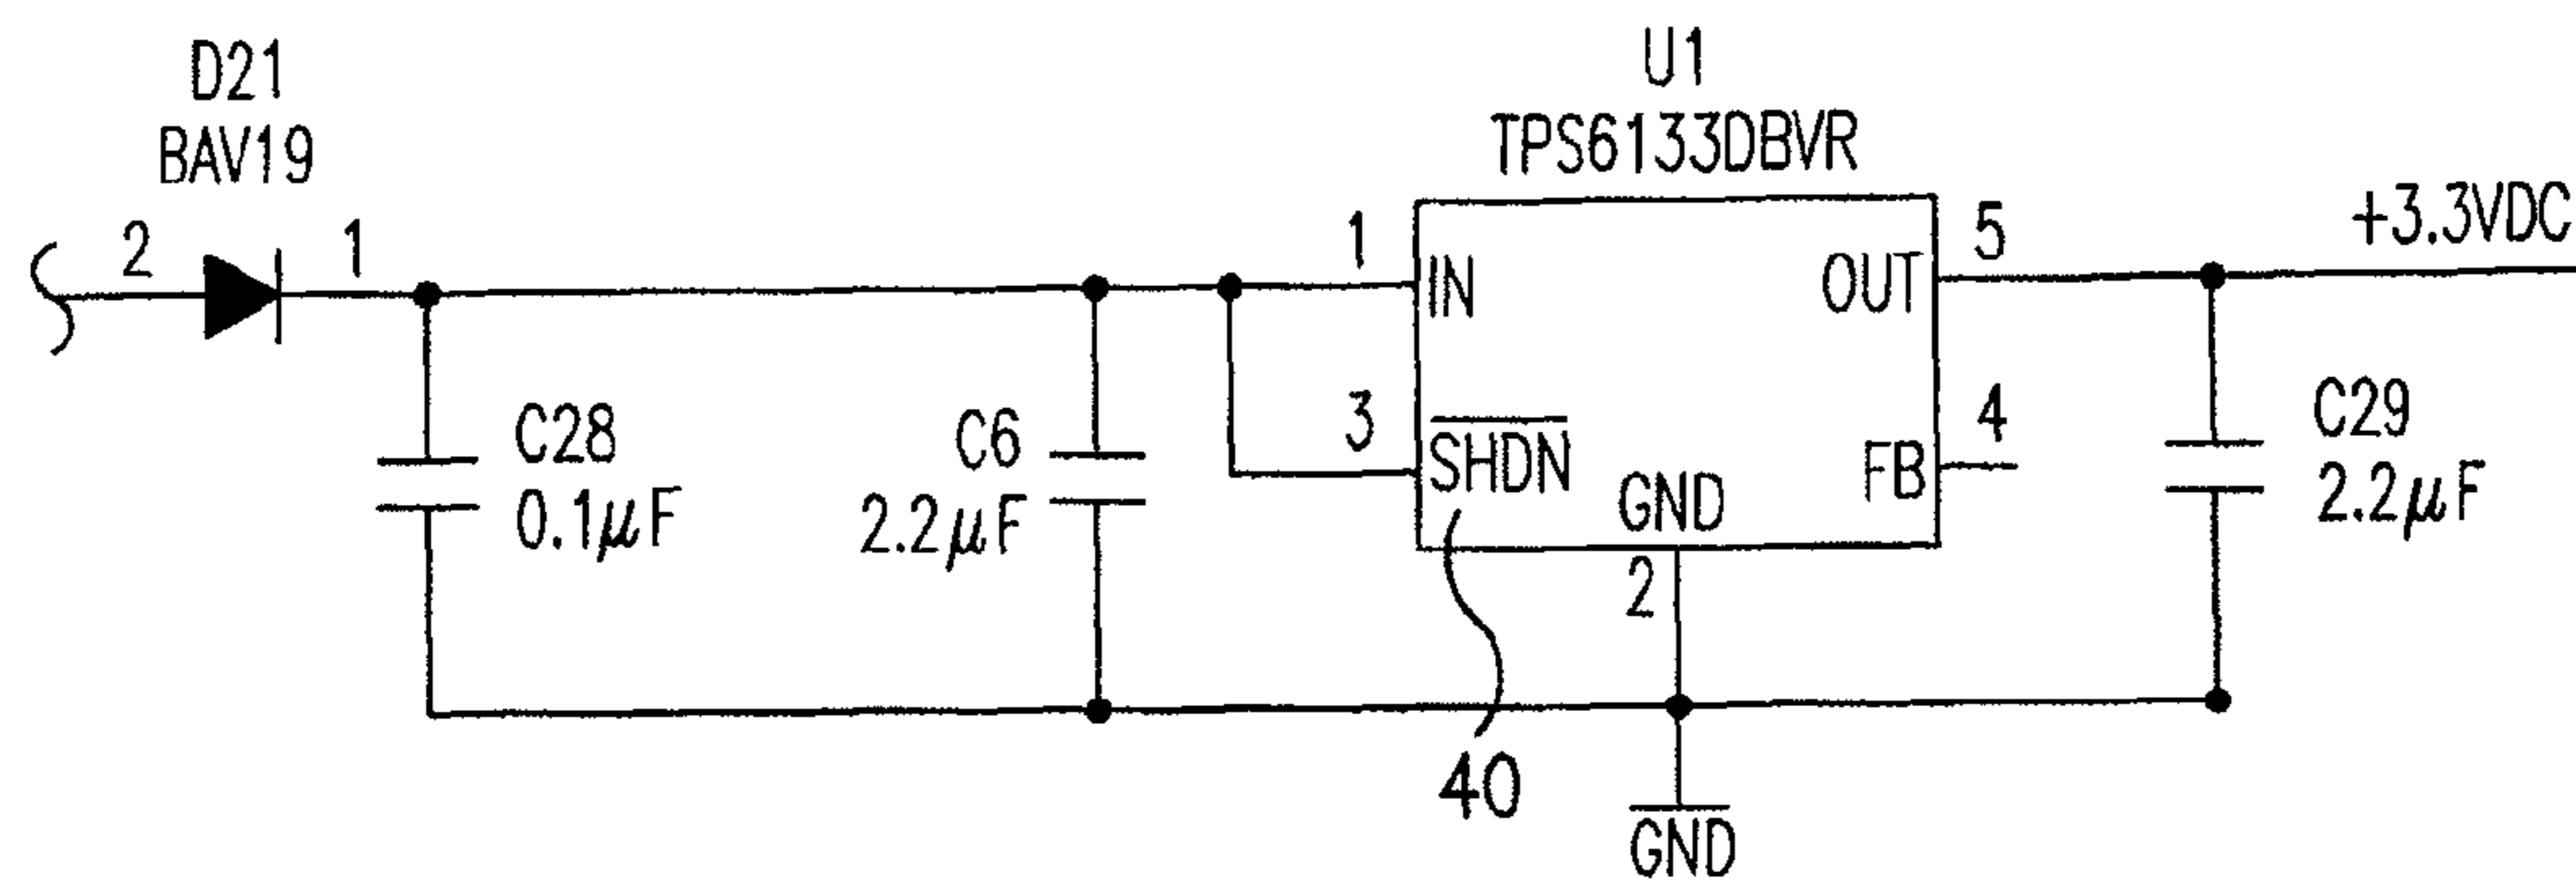 D21
BAV19
2
1
C28
0.1μF
C6
2.2μF
U1
TPS6133DBVR
1
IN
3
SHDN
GND
2
OUT
5
FB
4
40
GND
+3.3VDC
C29
2.2μF